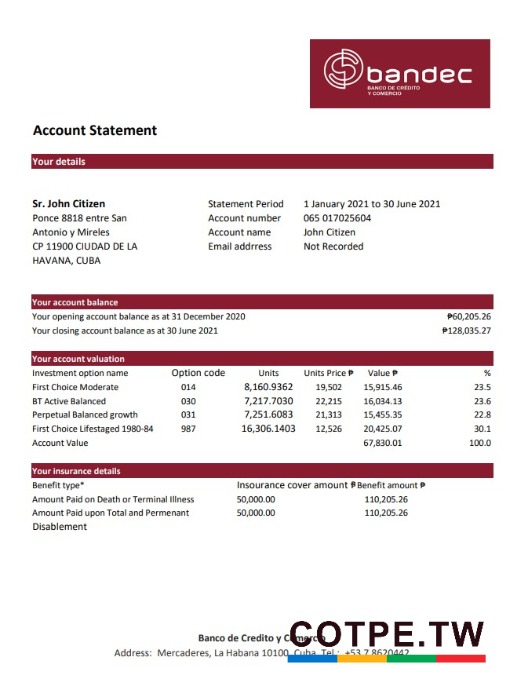 bandec
BANCO DE CRÉDITO
Y COMERCIO
Account Statement
Your details
Sr. John Citizen Statement Period 1 January 2021 to 30 June 2021
Ponce 8818 entre San Account number 065 017025604
Antonio y Mireles Account name John Citizen
CP 11900 CIUDAD DE LA Email addrress Not Recorded
HAVANA, CUBA
Your account balance
Your opening account balance as at 31 December 2020 ₱60,205.26
Your closing account balance as at 30 June 2021 ₱128,035.27
Your account valuation
Investment option name Option code Units Units Price ₱ Value ₱ %
First Choice Moderate 014 8,160.9362 19,502 15,915.46 23.5
BT Active Balanced 030 7,217.7030 22,215 16,034.13 23.6
Perpetual Balanced growth 031 7,251.6083 21,313 15,455.35 22.8
First Choice Lifestaged 1980-84 987 16,306.1403 12,526 20,425.07 30.1
Account Value 67,830.01 100.0
Your insurance details
Benefit type* Insourance cover amount ₱ Benefit amount ₱
Amount Paid on Death or Terminal Illness 50,000.00 110,205.26
Amount Paid upon Total and Permenant 50,000.00 110,205.26
Disablement
Banco de Credito y Comercio
Address: Mercaderes, La Habana 10100, Cuba, Tel.: +53 7 8620442
COTPE.TW